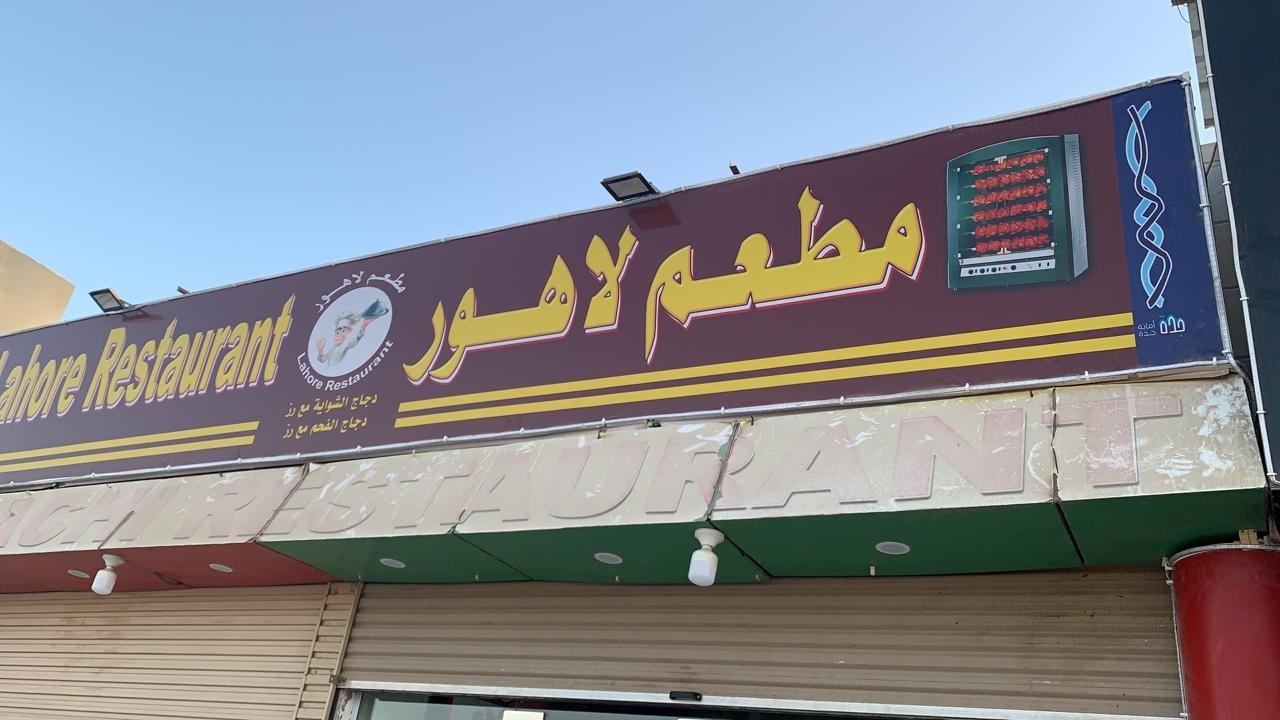 مطعم لاهور
Lahore Restaurant
مطعم لاهور
Lahore Restaurant
دجاج الشواية مع رز
دجاج الفحم مع رز
جدة
أمانة
جدة
RESTAURANT